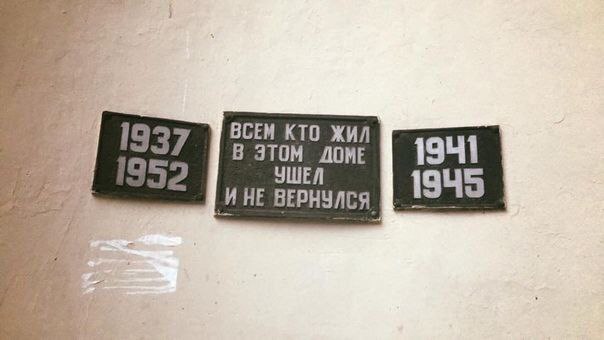 1937
1952
ВСЕМ КТО ЖИЛ
В ЭТОМ ДОМЕ
УШЕЛ
И НЕ ВЕРНУЛСЯ
1941
1945